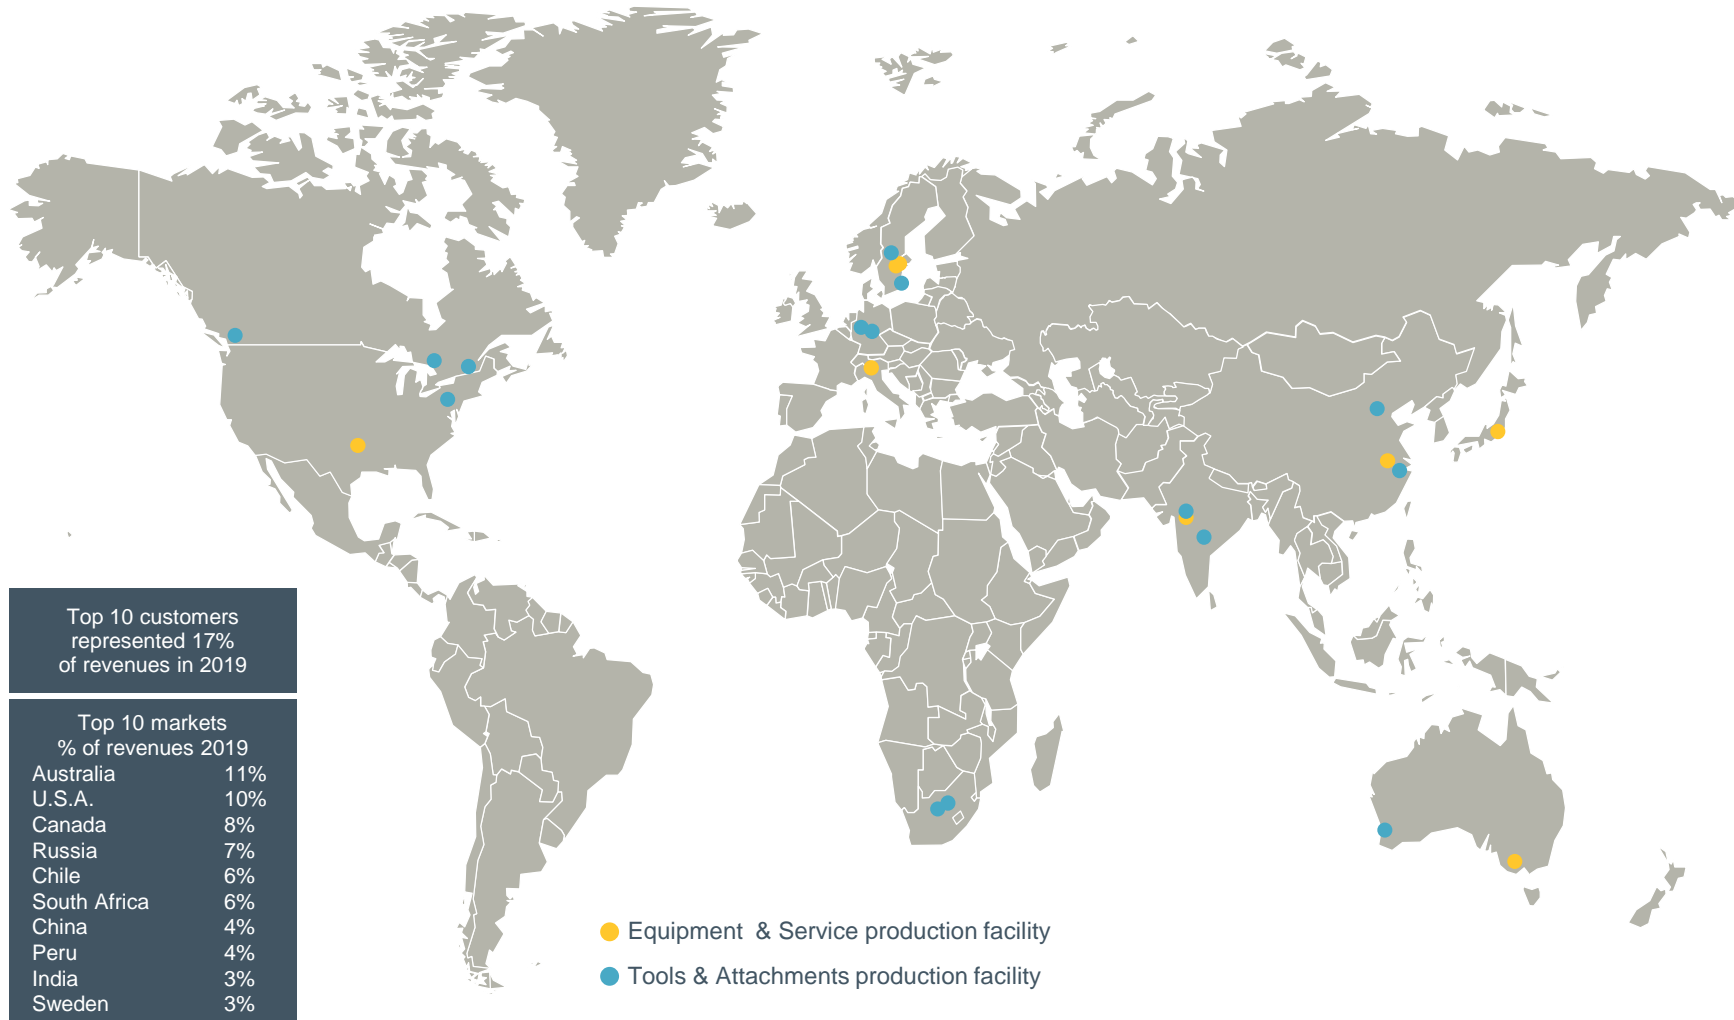 Top 10 customers
represented 17%
of revenues in 2019
Top 10 markets
% of revenues 2019
Australia 11%
U.S.A. 10%
Canada 8%
Russia 7%
Chile 6%
South Africa 6%
China 4%
Peru 4%
India 3%
Sweden 3%
Equipment & Service production facility
Tools & Attachments production facility